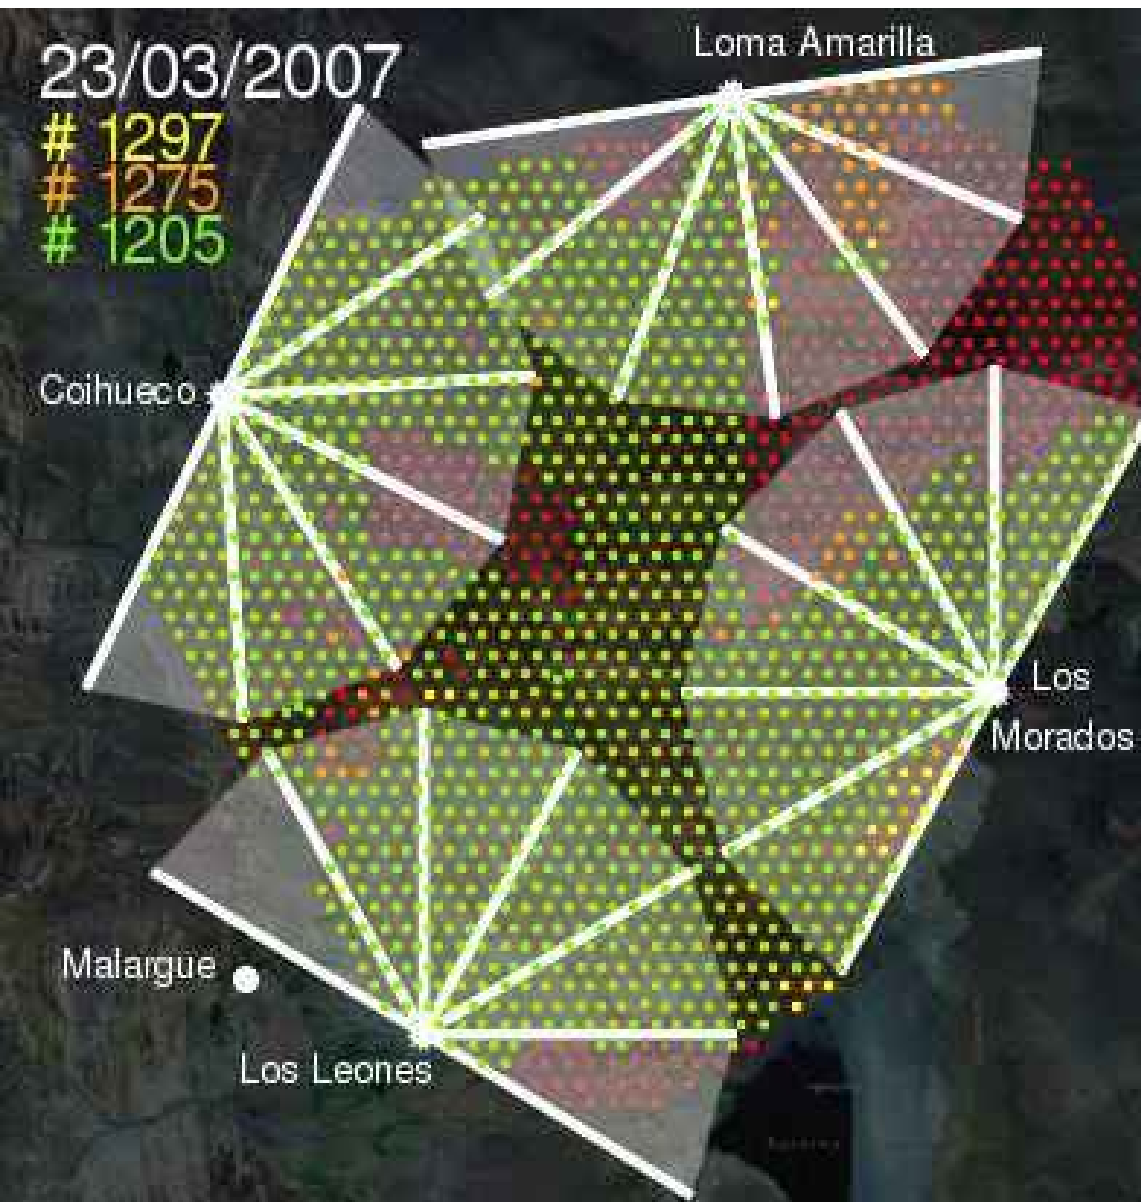 Loma Amarilla
23/03/2007
# 1297
# 1275
# 1205
Coihueco
Los
Morados
Malargue
Los Leones